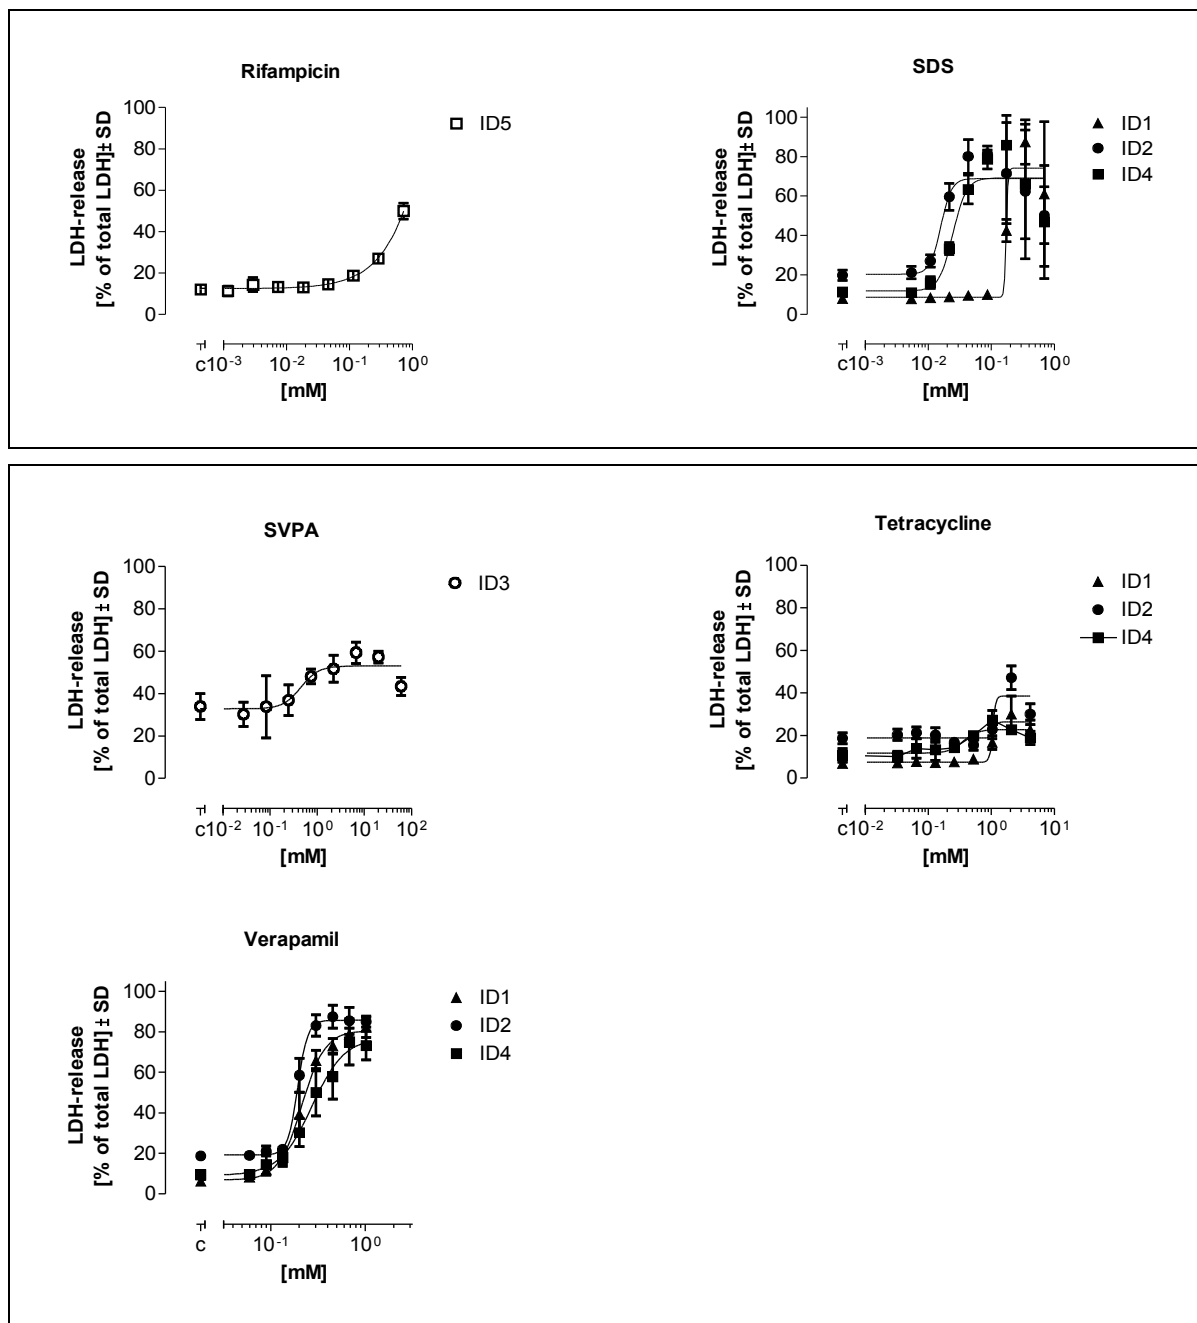 Rifampicin
LDH-release
[% of total LDH]± SD
100
80
60
40
20
0
c10⁻³ 10⁻² 10⁻¹ 10⁰
[mM]
ID5
SDS
LDH-release
[% of total LDH]± SD
100
80
60
40
20
0
c10⁻³ 10⁻² 10⁻¹ 10⁰
[mM]
ID1
ID2
ID4
SVPA
LDH-release
[% of total LDH]± SD
100
80
60
40
20
0
c10⁻² 10⁻¹ 10⁰ 10¹ 10²
[mM]
ID3
Tetracycline
LDH-release
[% of total LDH]± SD
100
80
60
40
20
0
c10⁻² 10⁻¹ 10⁰ 10¹
[mM]
ID1
ID2
ID4
Verapamil
LDH-release
[% of total LDH]± SD
100
80
60
40
20
0
c 10⁻¹ 10⁰
[mM]
ID1
ID2
ID4